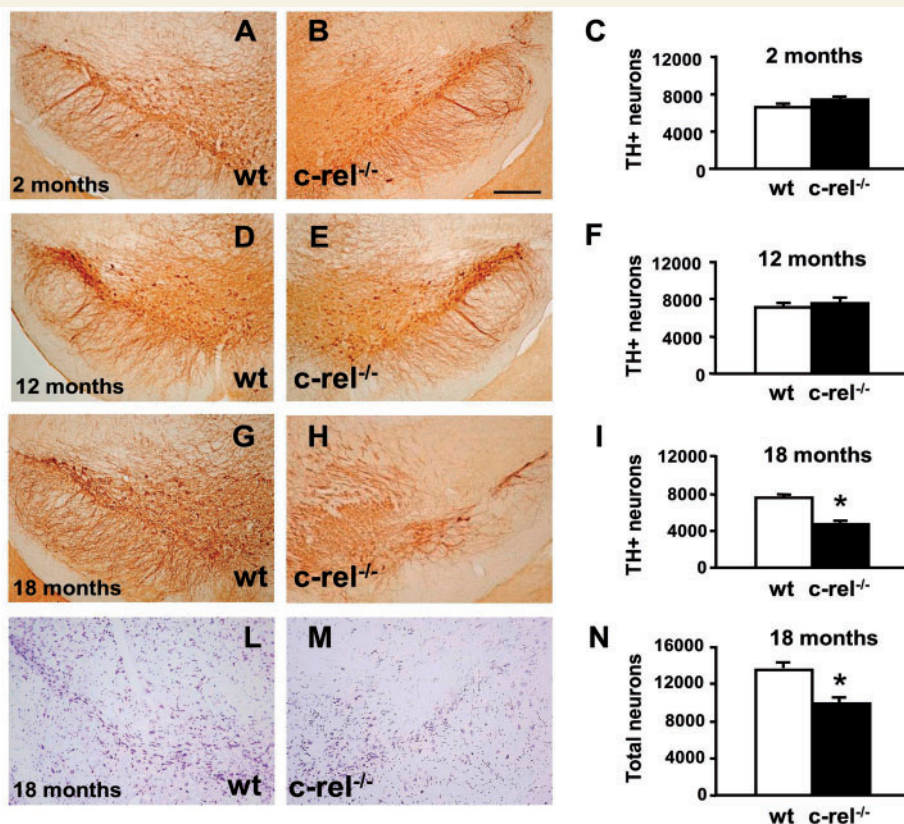 A
B
C
2 months
wt
c-rel-/-
2 months
TH+ neurons
12000
8000
4000
0
wt c-rel-/-
D
E
F
12 months
wt
c-rel-/-
12 months
TH+ neurons
12000
8000
4000
0
wt c-rel-/-
G
H
I
18 months
wt
c-rel-/-
18 months
TH+ neurons
12000
8000
4000
0
*
wt c-rel-/-
L
M
N
18 months
wt
c-rel-/-
18 months
Total neurons
16000
12000
8000
4000
0
*
wt c-rel-/-